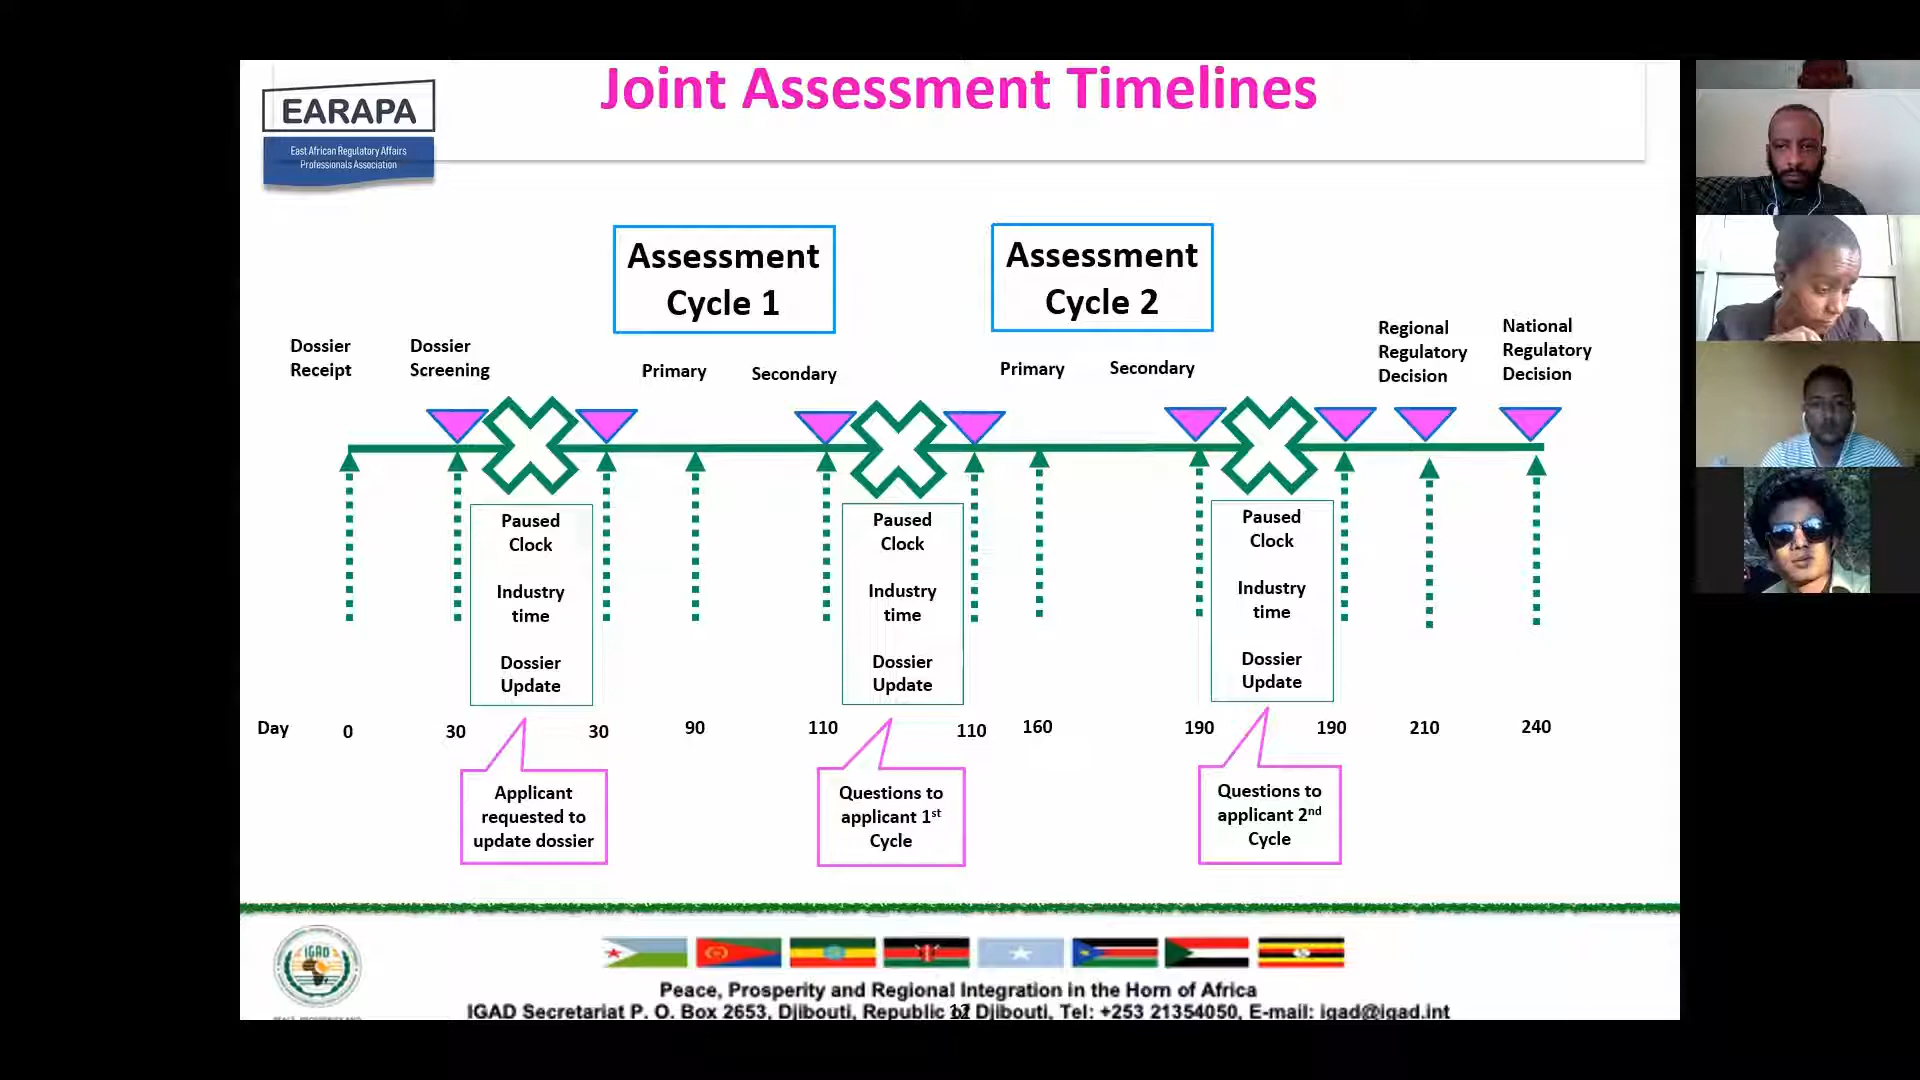 Joint Assessment Timelines
EARAPA
East African Regulatory Affairs
Professionals Association
Assessment
Cycle 1
Assessment
Cycle 2
Dossier
Receipt
Dossier
Screening
Primary
Secondary
Primary
Secondary
Regional
Regulatory
Decision
National
Regulatory
Decision
Paused
Clock
Industry
time
Dossier
Update
Paused
Clock
Industry
time
Dossier
Update
Paused
Clock
Industry
time
Dossier
Update
Day 0 30 30 90 110 110 160 190 190 210 240
Applicant
requested to
update dossier
Questions to
applicant 1st
Cycle
Questions to
applicant 2nd
Cycle
IGAD
Peace, Prosperity and Regional Integration in the Horn of Africa
IGAD Secretariat P. O. Box 2653, Djibouti, Republic of Djibouti, Tel: +253 21354050, E-mail: igad@igad.int